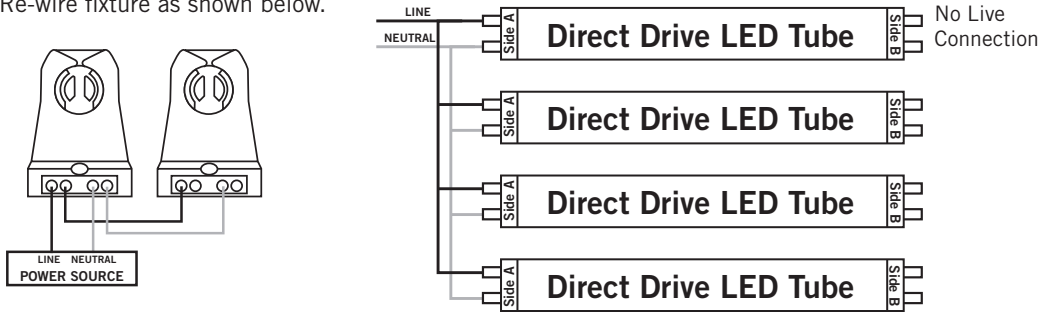 Re-wire fixture as shown below.
LINE NEUTRAL
POWER SOURCE
LINE
NEUTRAL
Side A Direct Drive LED Tube Side B
No Live
Connection
Side A Direct Drive LED Tube Side B
Side A Direct Drive LED Tube Side B
Side A Direct Drive LED Tube Side B